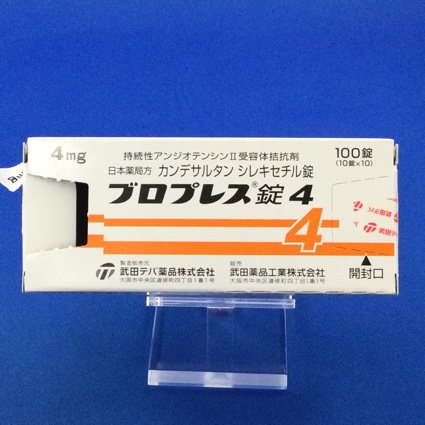 4mg
持続性アンジオテンシンⅡ受容体拮抗剤
日本薬局方 カンデサルタン シレキセチル錠
100錠
(10錠×10)
ブロプレス®錠4
4
製造販売元
武田テバ薬品株式会社
大阪市中央区道修町四丁目1番1号
販売
武田薬品工業株式会社
大阪市中央区道修町四丁目1番1号
開封口